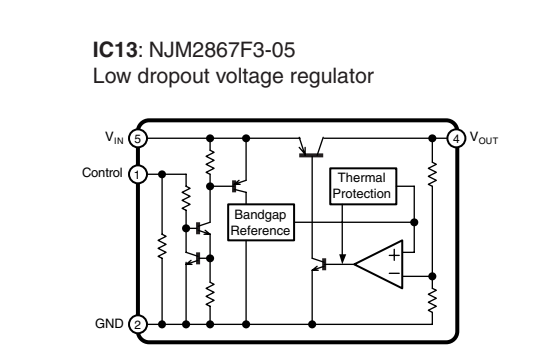 IC13: NJM2867F3-05
Low dropout voltage regulator
VIN 5
4 VOUT
Control 1
Thermal
Protection
Bandgap
Reference
+
−
GND 2